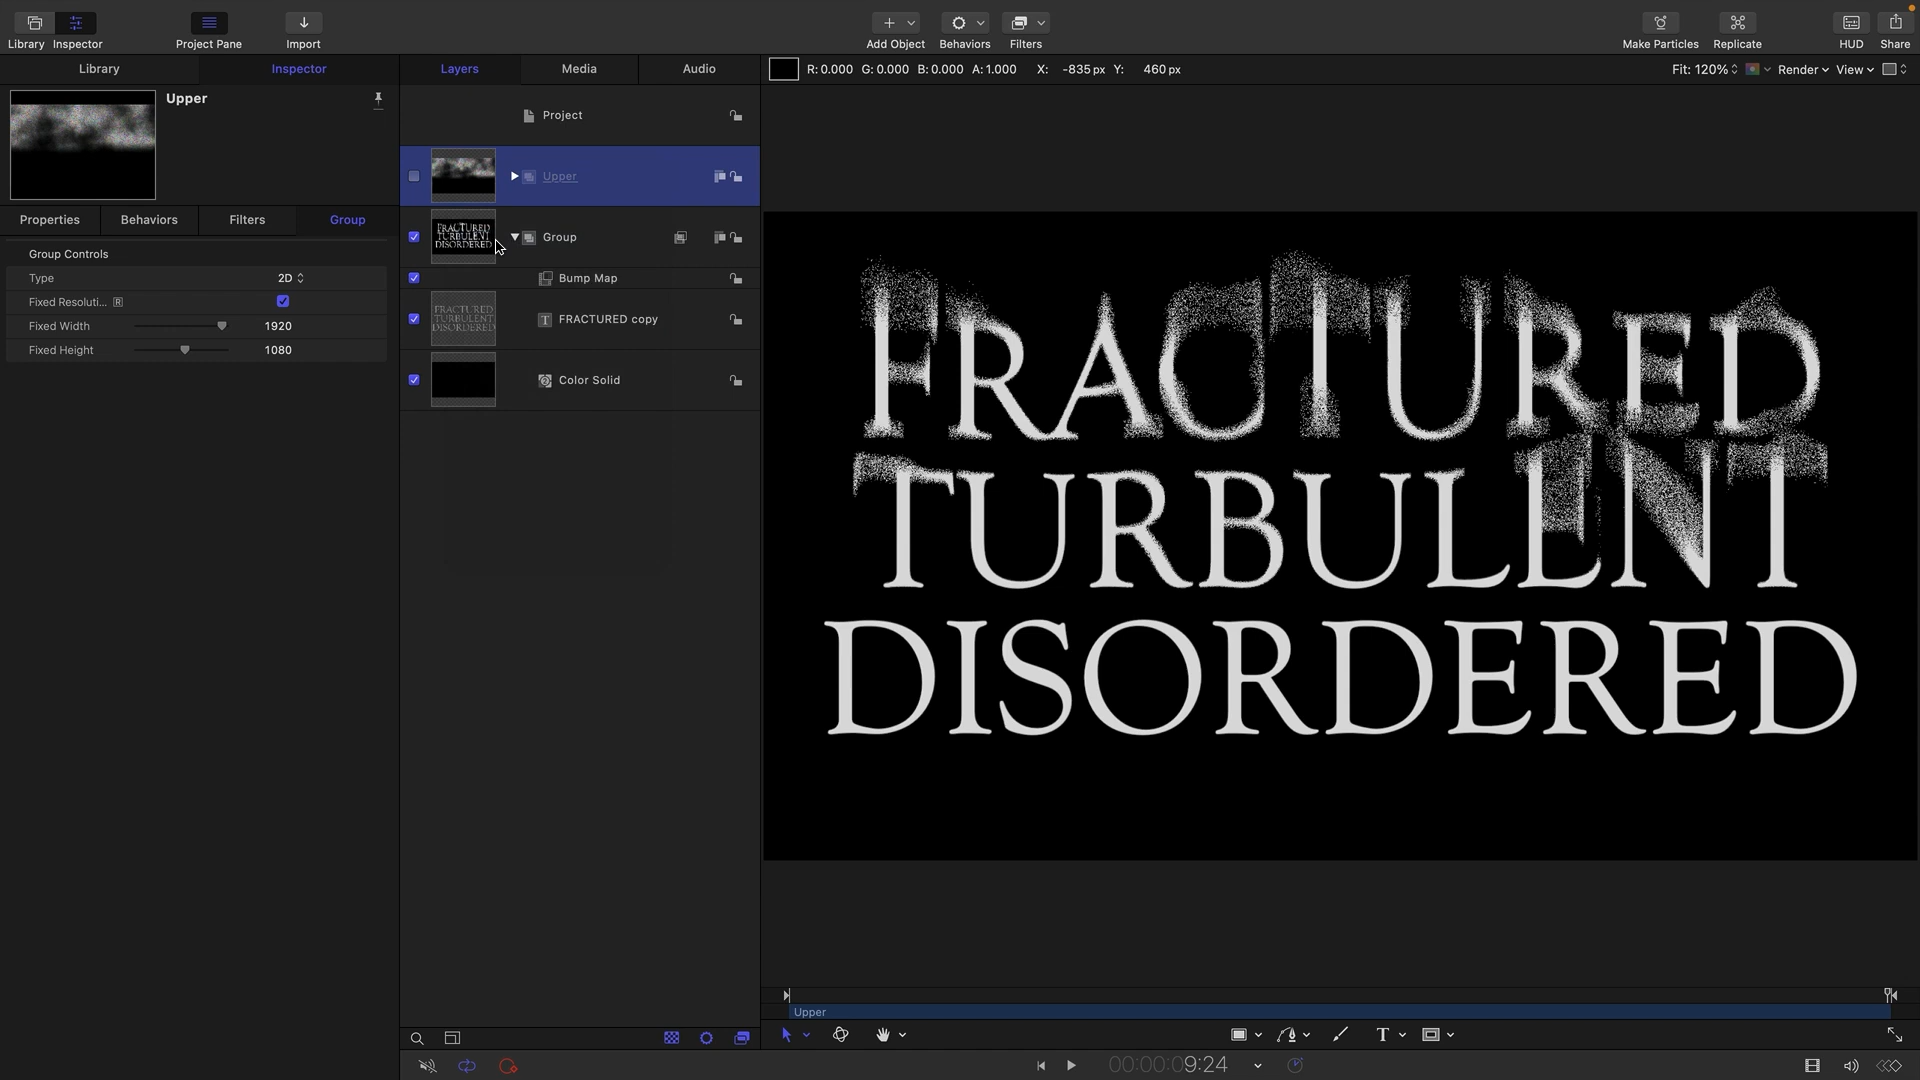 Library
Inspector
Project Pane
Import
Add Object
Behaviors
Filters
Make Particles
Replicate
HUD
Share
Library
Inspector
Layers
Media
Audio
R: 0.000 G: 0.000 B: 0.000 A: 1.000 X: -835 px Y: 460 px
Fit: 120%
Render
View
Upper
Project
Upper
Properties
Behaviors
Filters
Group
Group
Group Controls
Type 2D
Fixed Resoluti... R
Fixed Width 1920
Fixed Height 1080
Bump Map
FRACTURED copy
Color Solid
FRACTURED
TURBULENT
DISORDERED
Upper
00:00:09:24